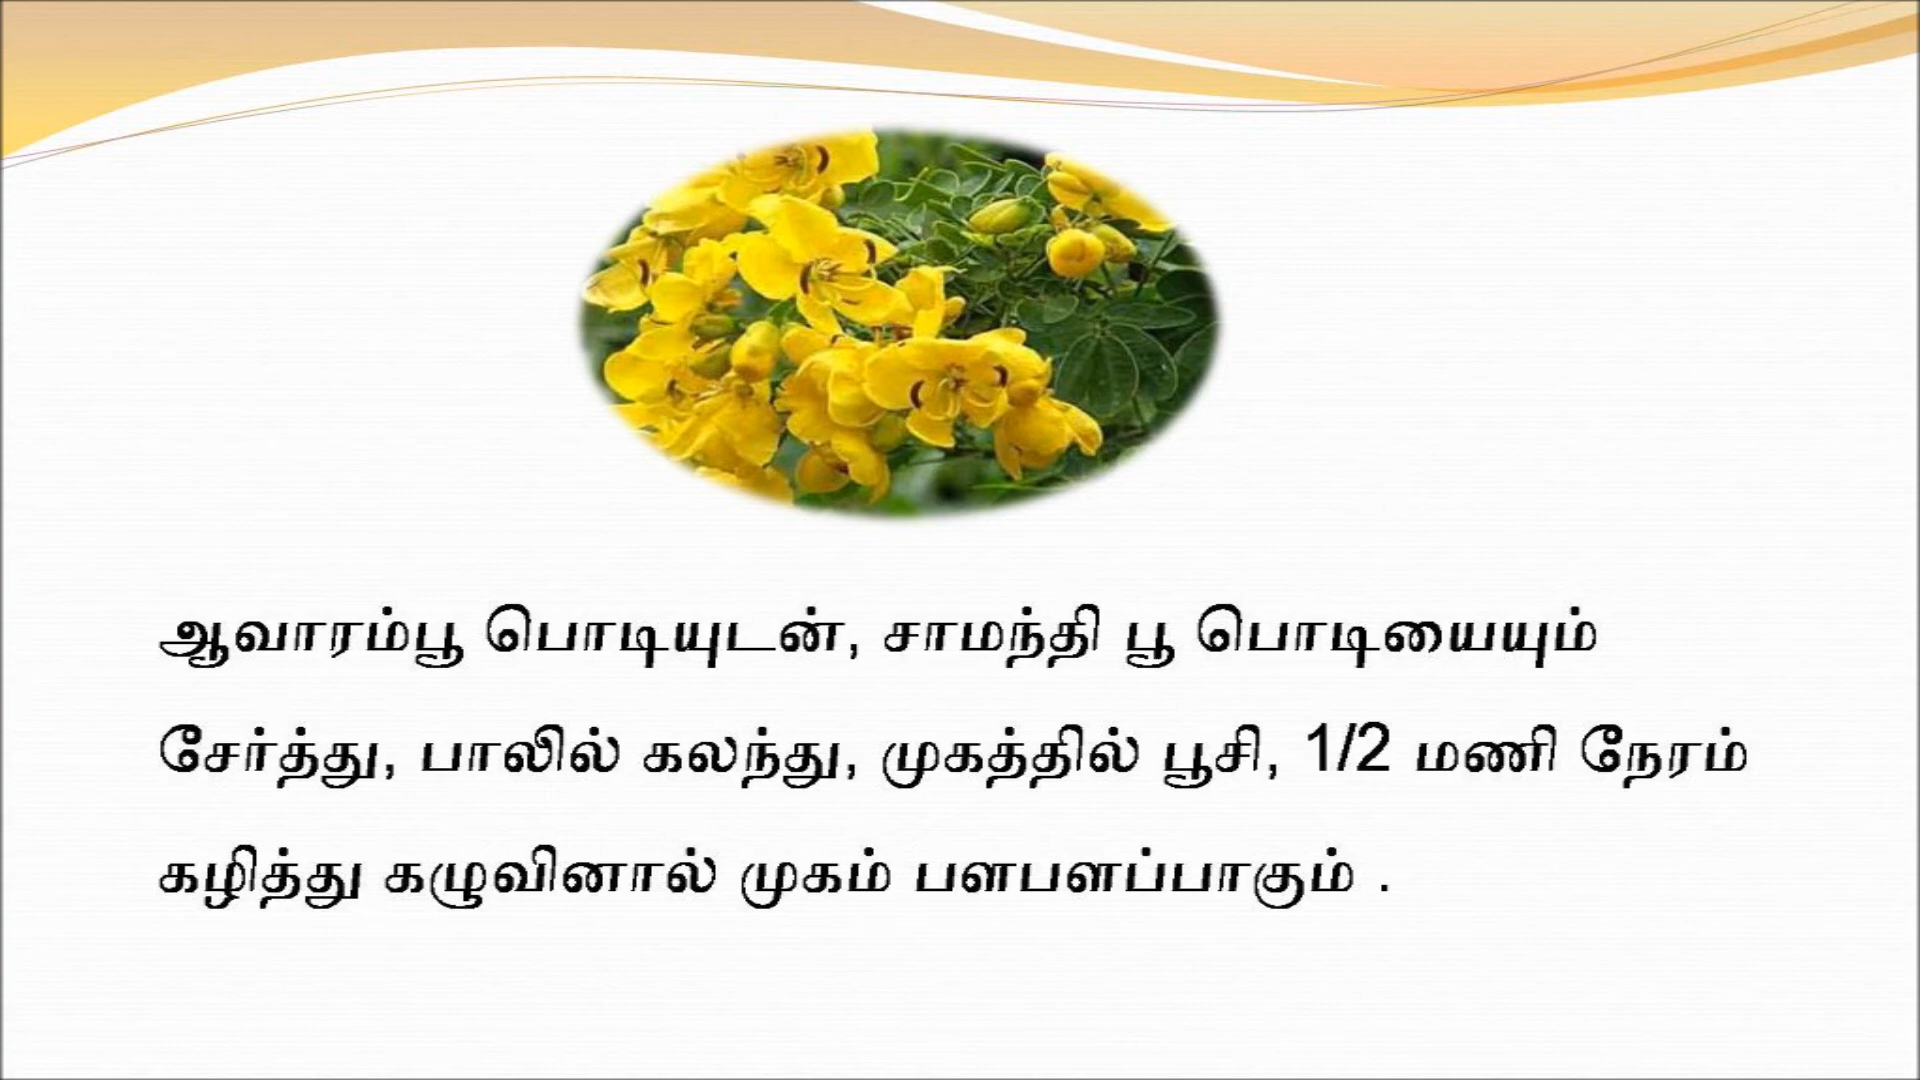 ஆவாரம்பூ பொடியுடன், சாமந்தி பூ பொடியையும்
சேர்த்து, பாலில் கலந்து, முகத்தில் பூசி, 1/2 மணி நேரம்
கழித்து கழுவினால் முகம் பளபளப்பாகும் .